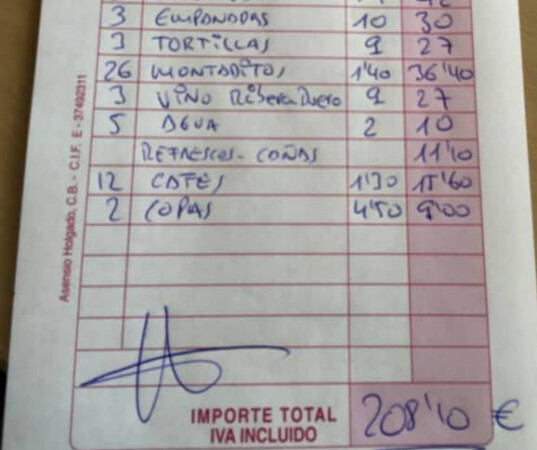 3 EMPANADAS 10 30
3 TORTILLAS 9 27
26 MONTADITOS 1'40 36'40
3 VINO Ribera Duero 9 27
5 AGUA 2 10
REFRESCOS - CAÑAS 11'10
12 CAFES 1'30 15'60
2 COPAS 4'50 9'00
IMPORTE TOTAL 208'10 €
IVA INCLUIDO
Asensio Holgado, C.B. - C.I.F. E - 37492311